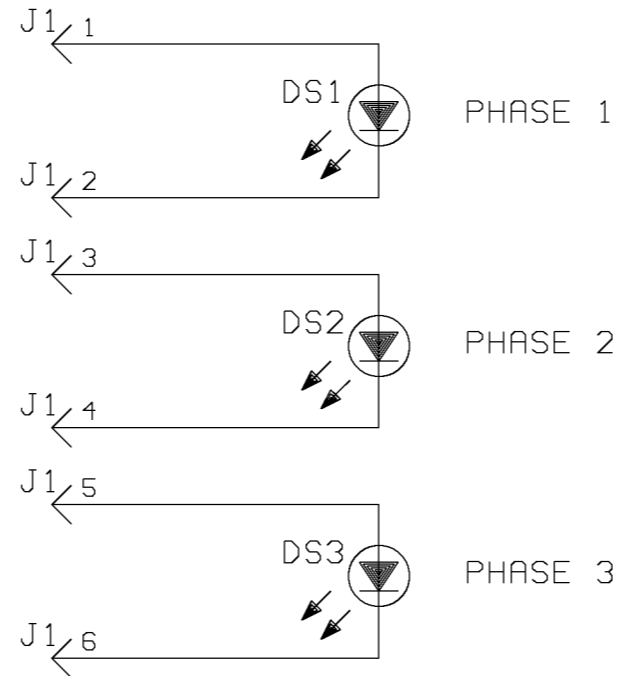 J1 1
DS1 PHASE 1
J1 2
J1 3
DS2 PHASE 2
J1 4
J1 5
DS3 PHASE 3
J1 6